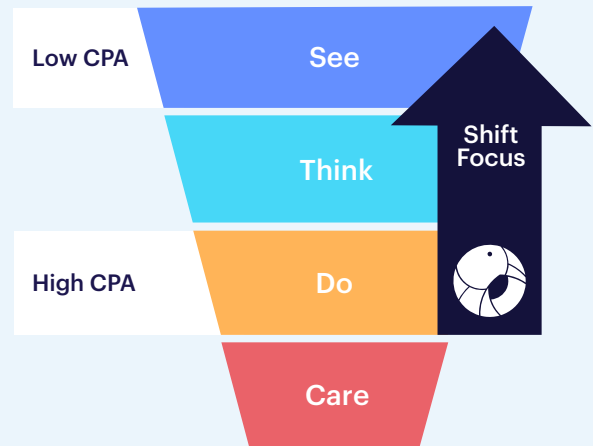 Low CPA
See
Think
Shift
Focus
High CPA
Do
Care